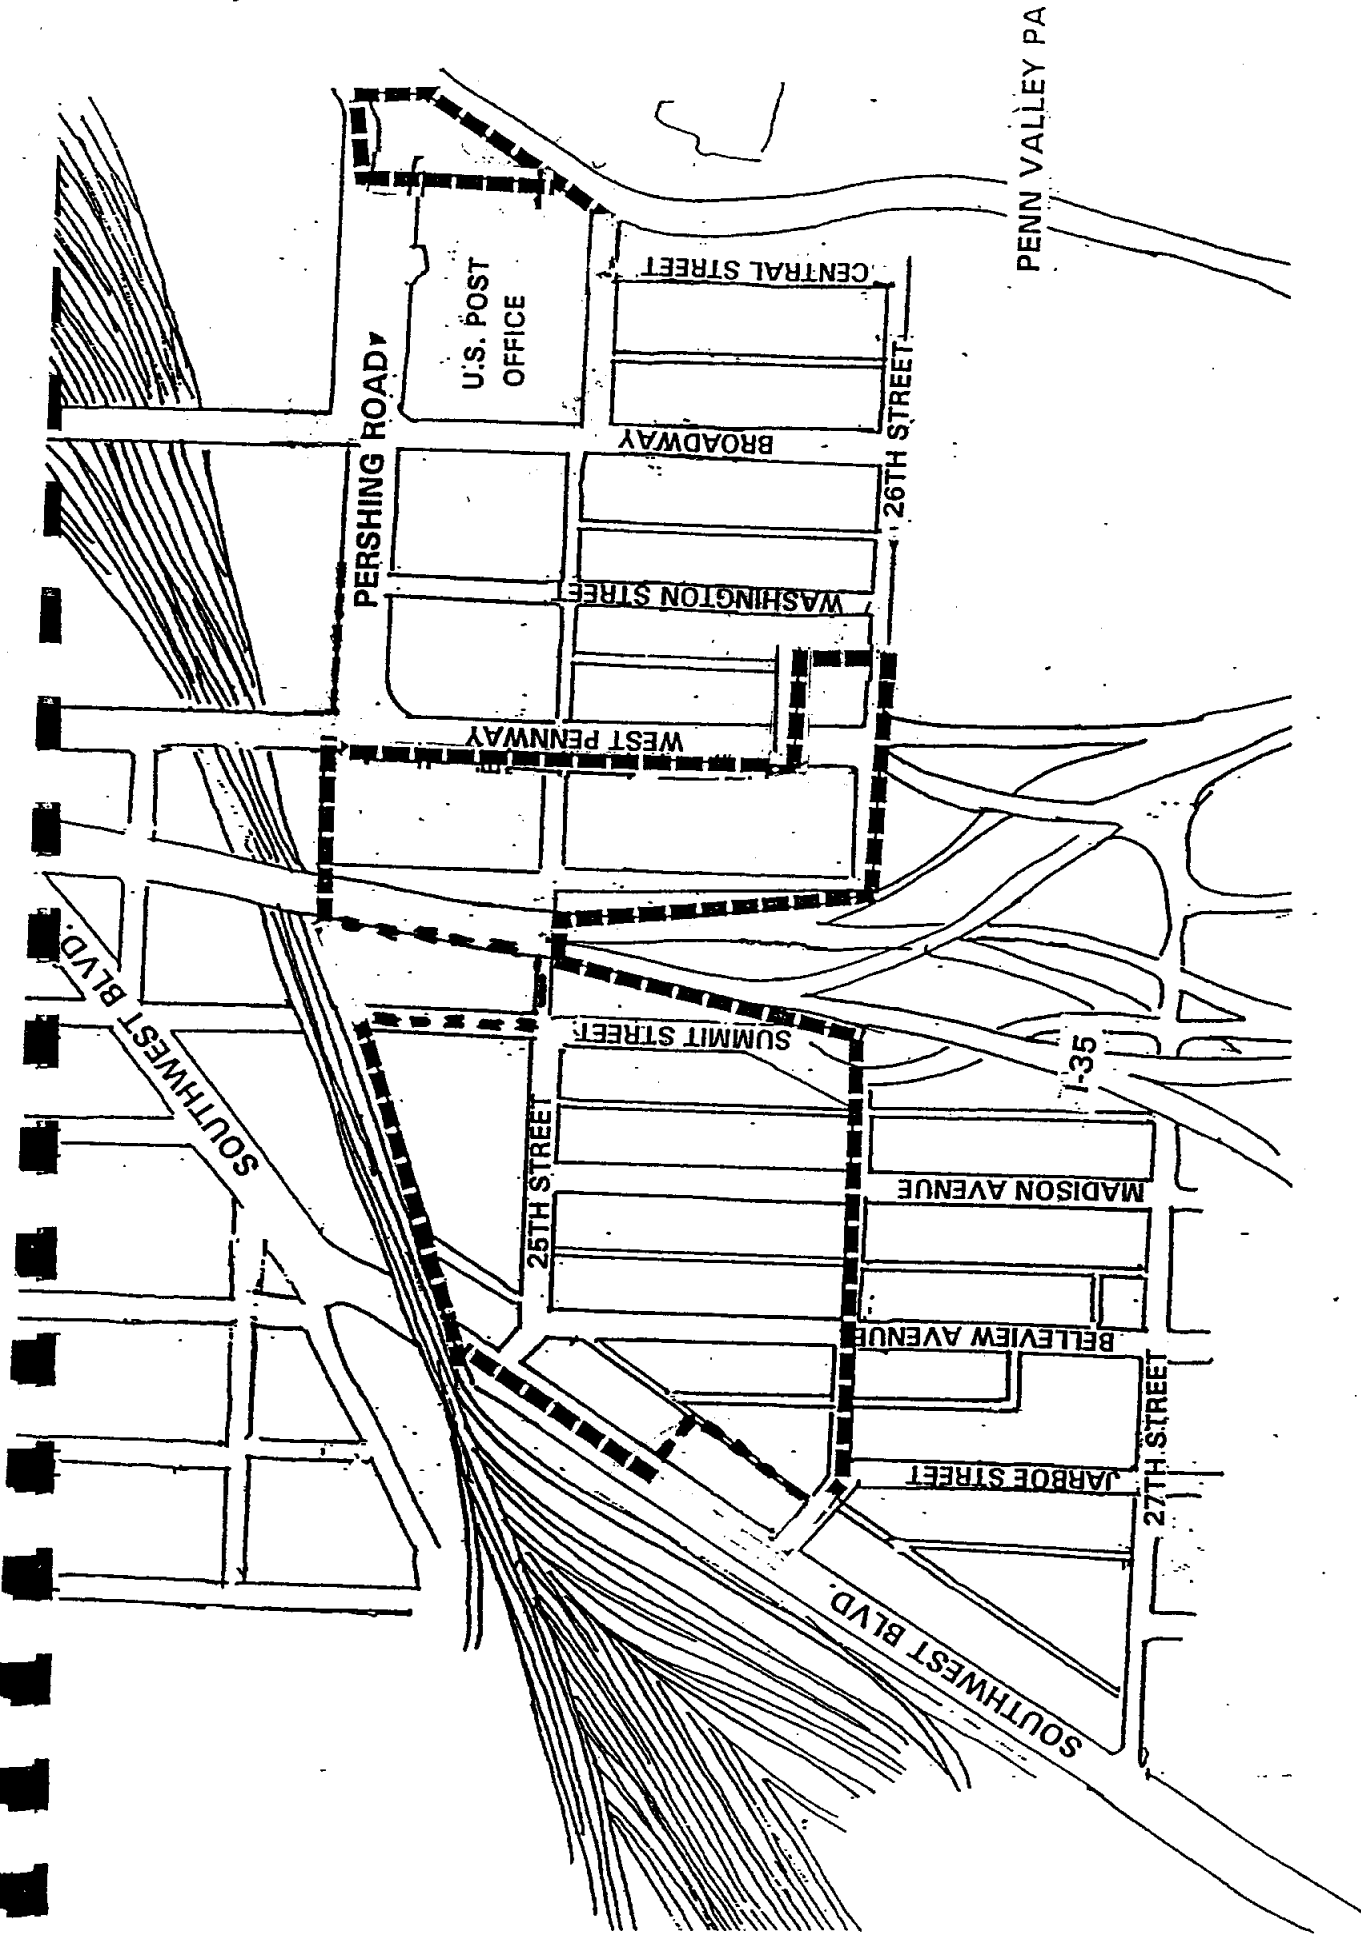 PENN VALLEY PA
CENTRAL STREET
U.S. POST
OFFICE
PERSHING ROAD
BROADWAY
26TH STREET
WASHINGTON STREET
WEST PENNWAY
SOUTHWEST BLVD.
SUMMIT STREET
I-35
25TH STREET
MADISON AVENUE
BELLEVIEW AVENUE
JARBOE STREET
27TH STREET
SOUTHWEST BLVD.